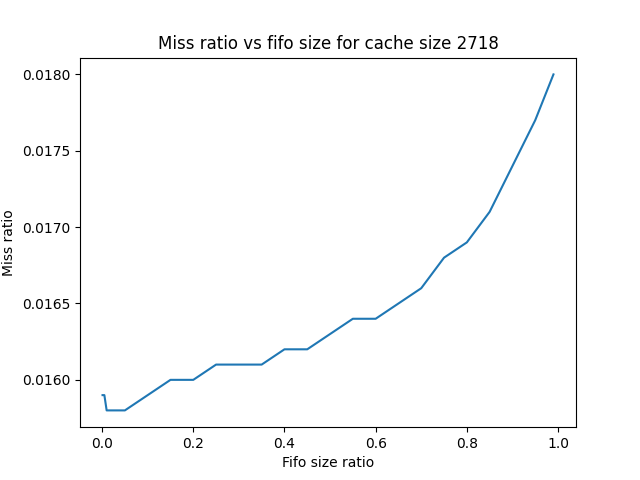 Miss ratio vs fifo size for cache size 2718
0.0180
0.0175
0.0170
0.0165
0.0160
Miss ratio
0.0 0.2 0.4 0.6 0.8 1.0
Fifo size ratio